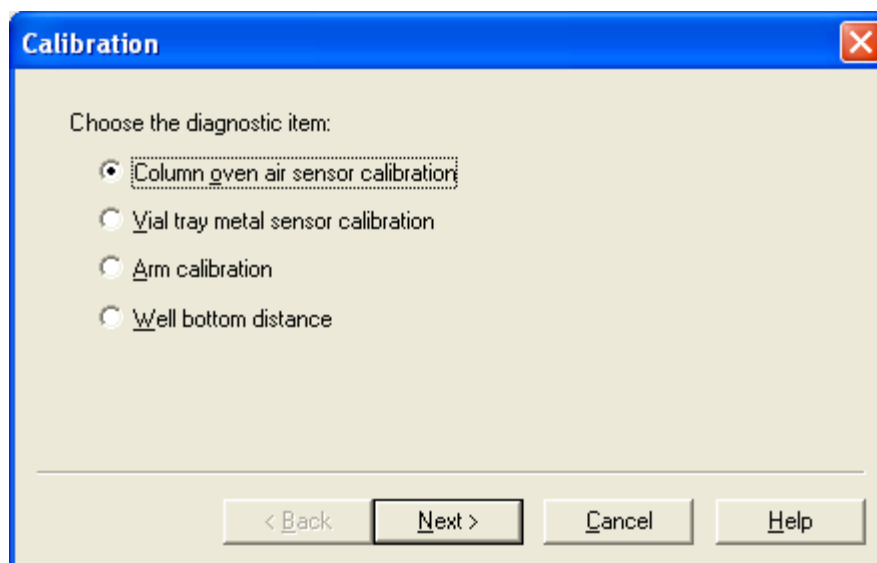 Calibration
Choose the diagnostic item:
Column oven air sensor calibration
Vial tray metal sensor calibration
Arm calibration
Well bottom distance
< Back Next > Cancel Help